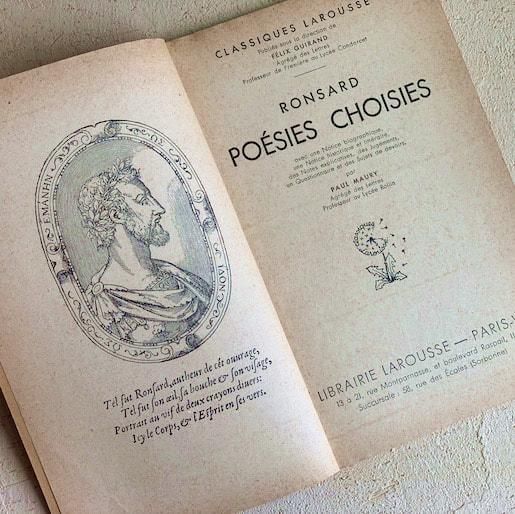 EMANHN
Tel fut Ronsard, autheur de cét ouvrage,
Tel fut son œil, sa bouche & son visage,
Portrait au vif de deux crayons divers:
Icy le Corps, & l'Esprit en ses vers.
CLASSIQUES LAROUSSE
Publiés sous la direction de
FÉLIX GUIRAND
Agrégé des Lettres
Professeur de Première au Lycée Condorcet
RONSARD
POÉSIES CHOISIES
avec une Notice biographique,
une Notice historique et littéraire,
des Notes explicatives, des Jugements,
un Questionnaire et des Sujets de devoirs,
par
PAUL MAURY
Agrégé des Lettres
Professeur au Lycée Rollin
LIBRAIRIE LAROUSSE — PARIS-V
13 à 21, rue Montparnasse, et boulevard Raspail, 11
Succursale : 58, rue des Écoles (Sorbonne)